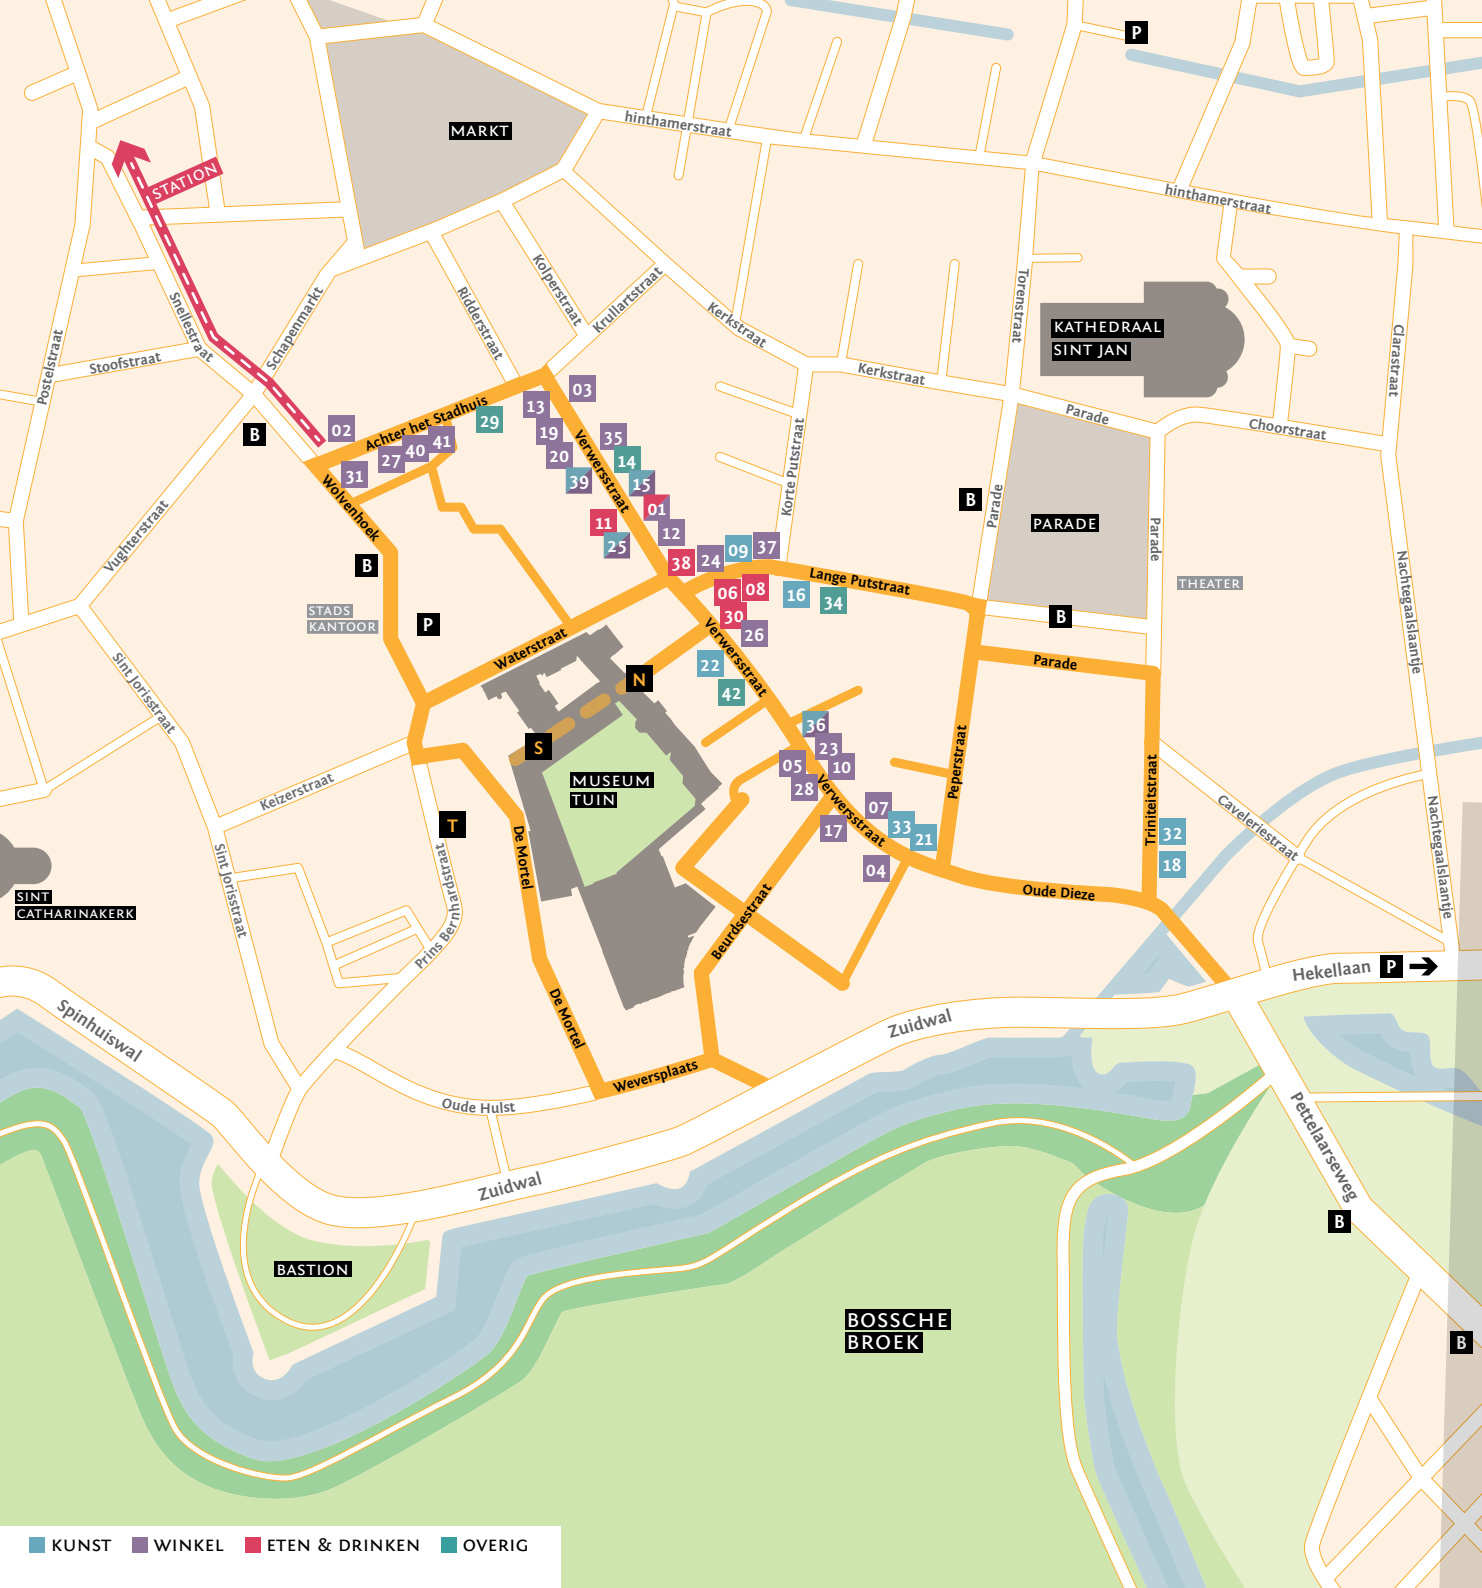 P
MARKT
hinthamerstraat
STATION
hinthamerstraat
Snellestraat
Schapenmarkt
Ridderstraat
Kolperstraat
Krullartstraat
Kerkstraat
Torenstraat
KATHEDRAAL
SINT JAN
Clarastraat
Postelstraat
Stoofstraat
Kerkstraat
Parade
Choorstraat
B
02
Achter het Stadhuis
29
03
13
19
20
39
35
14
15
01
12
11
25
Verwersstraat
Korte Putstraat
27
40
41
31
Wolvenhoek
Vughterstraat
B
B
Parade
PARADE
Parade
THEATER
Nachtegaalslaantje
38
24
09
37
Lange Putstraat
06
08
16
34
30
26
B
STADS
KANTOOR
P
Waterstraat
Verwersstraat
22
42
N
S
Parade
Sint Jorisstraat
MUSEUM
TUIN
36
23
05
10
28
Peperstraat
Triniteitstraat
Keizerstraat
T
Verwersstraat
07
17
33
21
04
32
18
Caveleriestraat
Nachtegaalslaantje
De Mortel
Prins Bernhardstraat
Sint Jorisstraat
SINT
CATHARINAKERK
Beurdsestraat
Oude Dieze
Hekellaan
P
Spinhuiswal
De Mortel
Zuidwal
Weversplaats
Oude Hulst
Pettelaarseweg
Zuidwal
B
BASTION
BOSSCHE
BROEK
B
KUNST
WINKEL
ETEN & DRINKEN
OVERIG